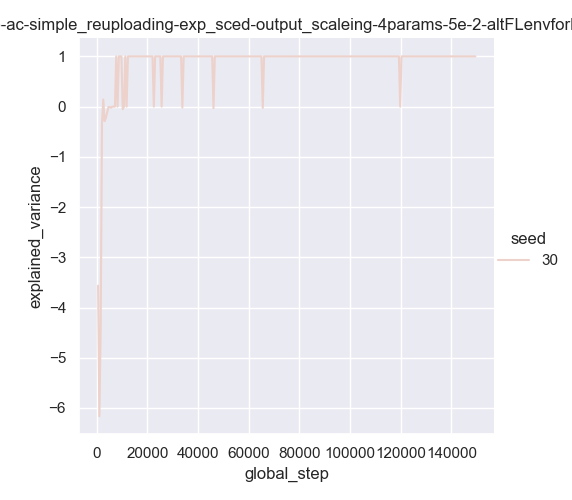 -ac-simple_reuploading-exp_sced-output_scaleing-4params-5e-2-altFLenvforl
1
0
−1
−2
−3
−4
−5
−6
explained_variance
0 20000 40000 60000 80000 100000 120000 140000
global_step
seed
30